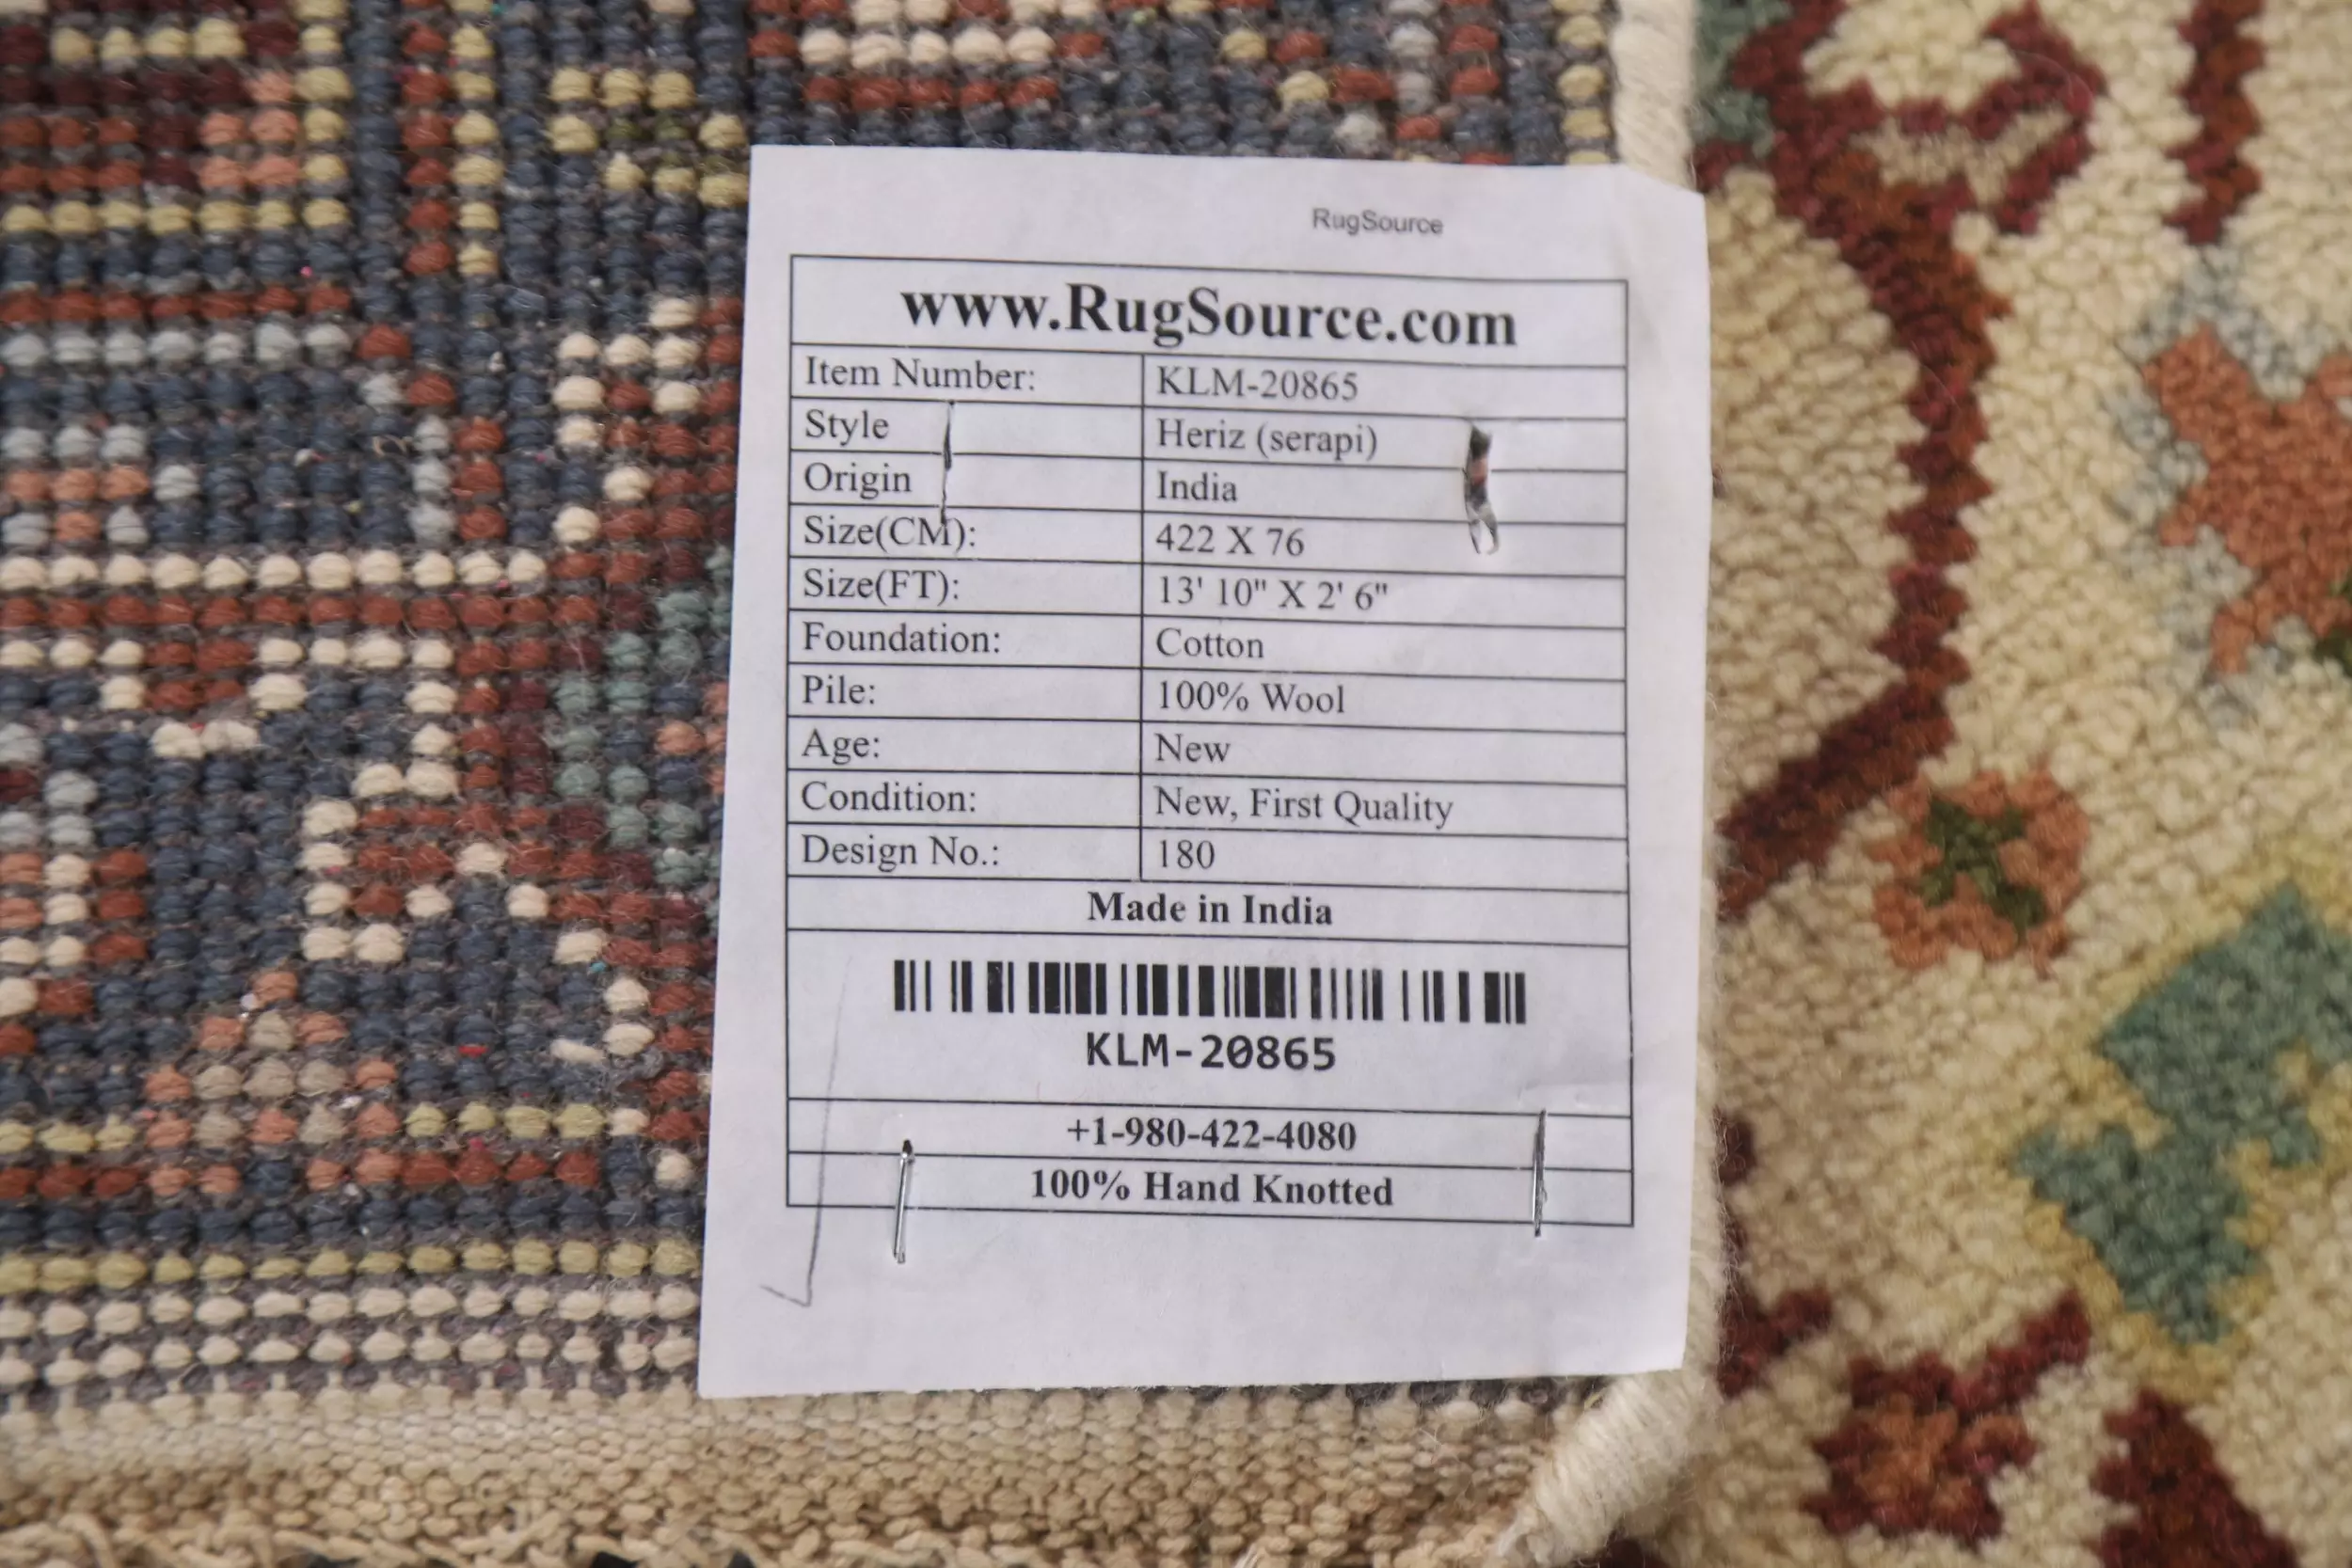 RugSource
www.RugSource.com
Item Number: KLM-20865
Style Heriz (serapi)
Origin India
Size(CM): 422 X 76
Size(FT): 13' 10" X 2' 6"
Foundation: Cotton
Pile: 100% Wool
Age: New
Condition: New, First Quality
Design No.: 180
Made in India
KLM-20865
+1-980-422-4080
100% Hand Knotted